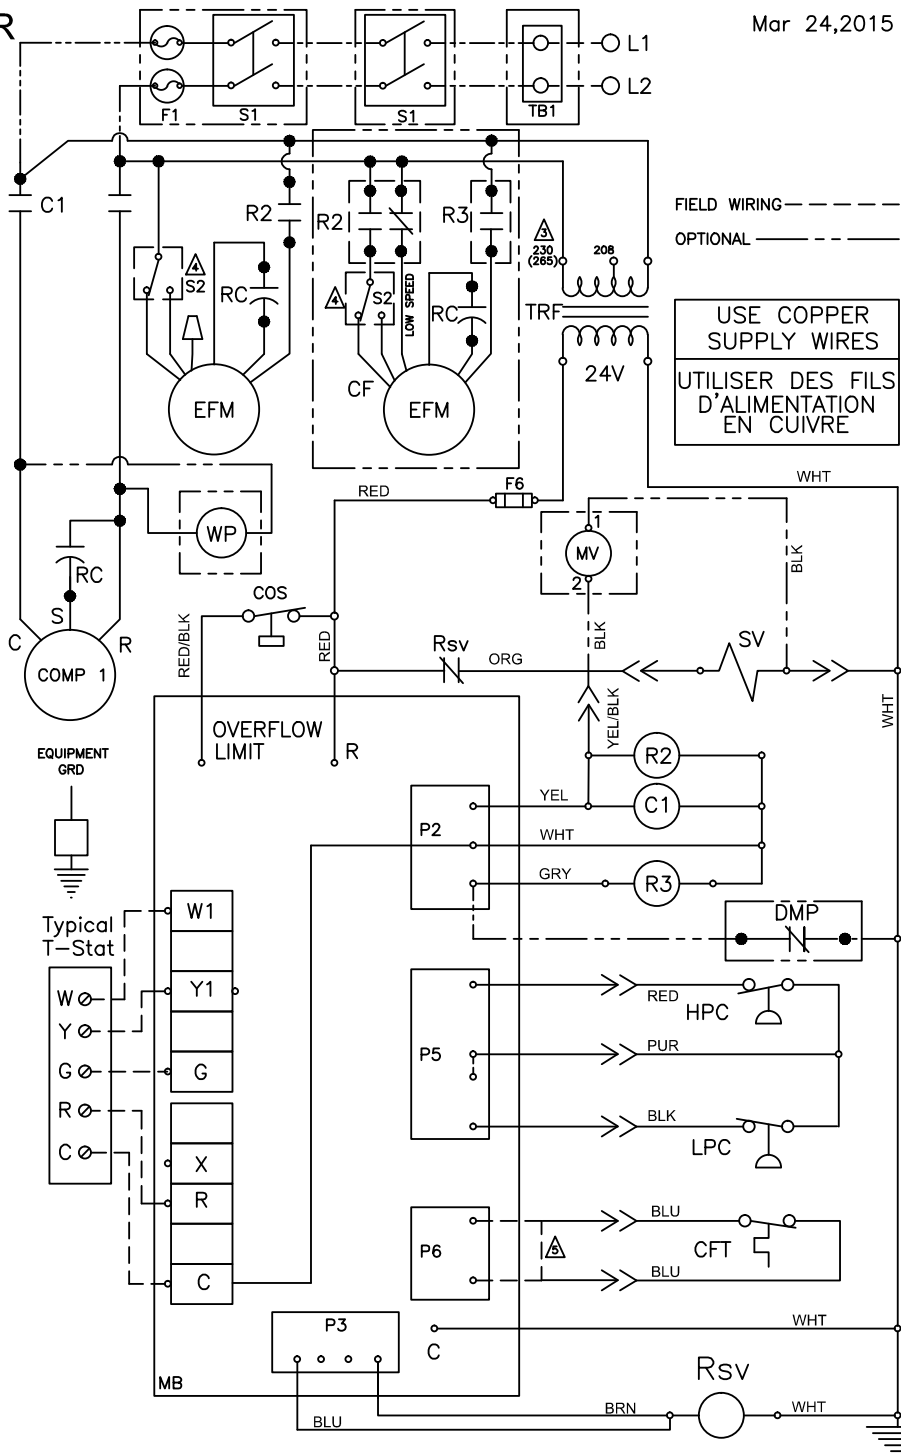 R
Mar 24,2015
L1
L2
F1
S1
S1
TB1
C1
R2
R2
R3
3
230
(265)
208
FIELD WIRING
OPTIONAL
4
S2
RC
4
S2
LOW SPEED
RC
TRF
24V
USE COPPER
SUPPLY WIRES
UTILISER DES FILS
D'ALIMENTATION
EN CUIVRE
EFM
CF
EFM
WHT
RED
F6
WP
1
MV
2
BLK
RC
S
C
R
COMP 1
COS
RED/BLK
RED
Rsv
ORG
BLK
SV
WHT
YEL/BLK
OVERFLOW
LIMIT
R
EQUIPMENT
GRD
R2
P2
YEL
C1
WHT
GRY
R3
Typical
T-Stat
W1
DMP
W
Y
G
R
C
Y1
G
X
R
C
P5
RED
HPC
PUR
BLK
LPC
P6
5
BLU
CFT
BLU
P3
C
WHT
MB
Rsv
BRN
WHT
BLU